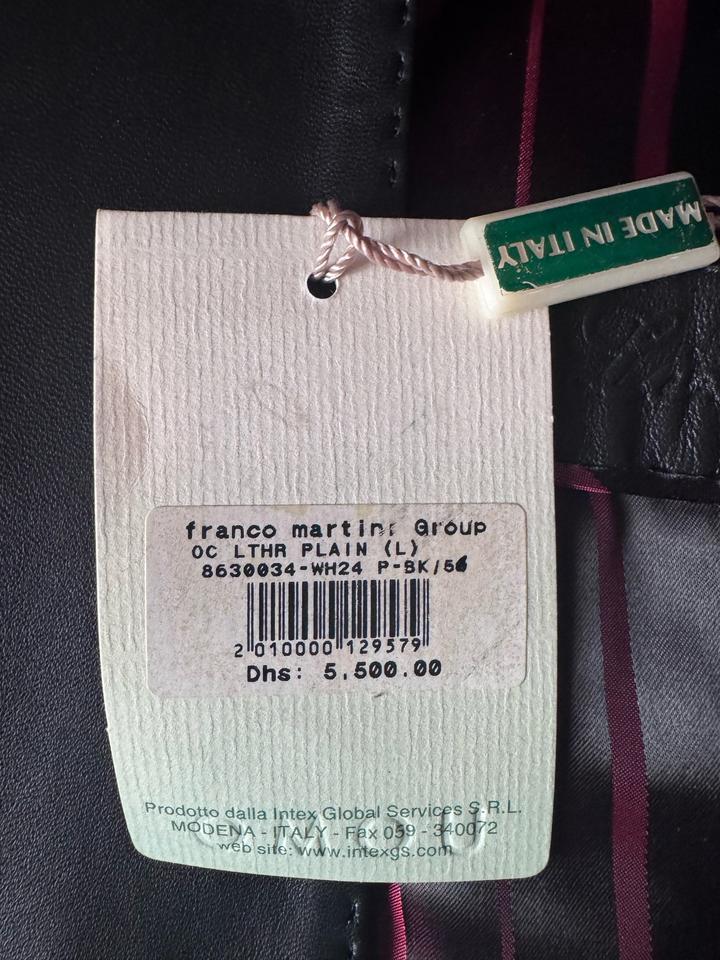 MADE IN ITALY
franco martini Group
OC LTHR PLAIN (L)
8630034-WH24 P-BK/56
2 010000 129579
Dhs: 5,500.00
Prodotto dalla Intex Global Services S.R.L.
MODENA - ITALY - Fax 059 - 340072
web site: www.intexgs.com